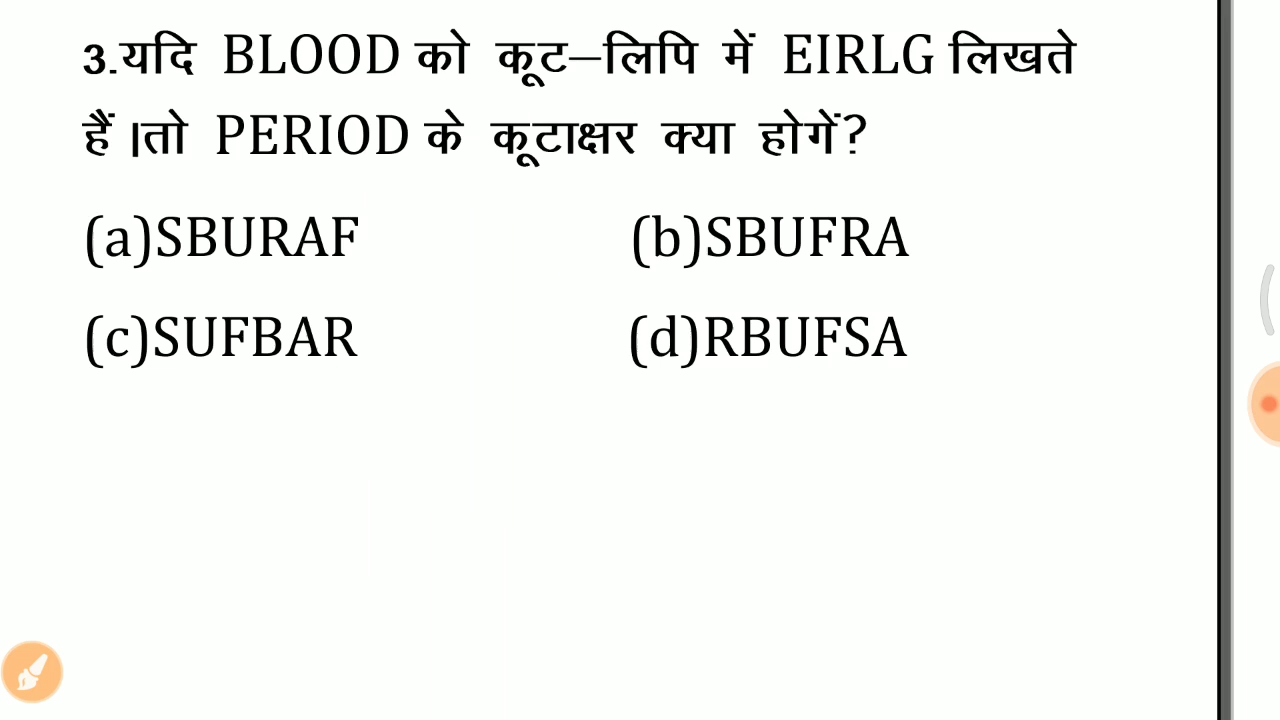 3.यदि BLOOD को कूट–लिपि में EIRLG लिखते
हैं ।तो PERIOD के कूटाक्षर क्या होगें?
(a)SBURAF (b)SBUFRA
(c)SUFBAR (d)RBUFSA